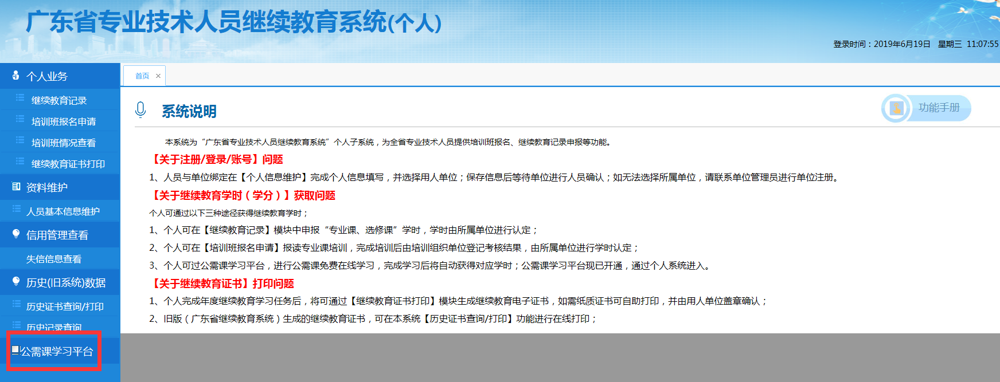 广东省专业技术人员继续教育系统(个人)
登录时间：2019年6月19日 星期三 11:07:55
个人业务
继续教育记录
培训班报名申请
培训班情况查看
继续教育证书打印
资料维护
人员基本信息维护
信用管理查看
失信信息查看
历史(旧系统)数据
历史证书查询/打印
历史记录查询
公需课学习平台
首页 ×
系统说明
功能手册
本系统为“广东省专业技术人员继续教育系统”个人子系统，为全省专业技术人员提供培训班报名、继续教育记录申报等功能。
【关于注册/登录/账号】问题
1、人员与单位绑定在【个人信息维护】完成个人信息填写，并选择用人单位；保存信息后等待单位进行人员确认；如无法选择所属单位，请联系单位管理员进行单位注册。
【关于继续教育学时（学分）】获取问题
个人可通过以下三种途径获得继续教育学时；
1、个人可在【继续教育记录】模块中申报“专业课、选修课”学时，学时由所属单位进行认定；
2、个人可在【培训班报名申请】报读专业课培训，完成培训后由培训组织单位登记考核结果，由所属单位进行学时认定；
3、个人可过公需课学习平台，进行公需课免费在线学习，完成学习后将自动获得对应学时；公需课学习平台现已开通，通过个人系统进入。
【关于继续教育证书】打印问题
1、个人完成年度继续教育学习任务后，将可通过【继续教育证书打印】模块生成继续教育电子证书，如需纸质证书可自助打印，并由用人单位盖章确认；
2、旧版（广东省继续教育系统）生成的继续教育证书，可在本系统【历史证书查询/打印】功能进行在线打印；